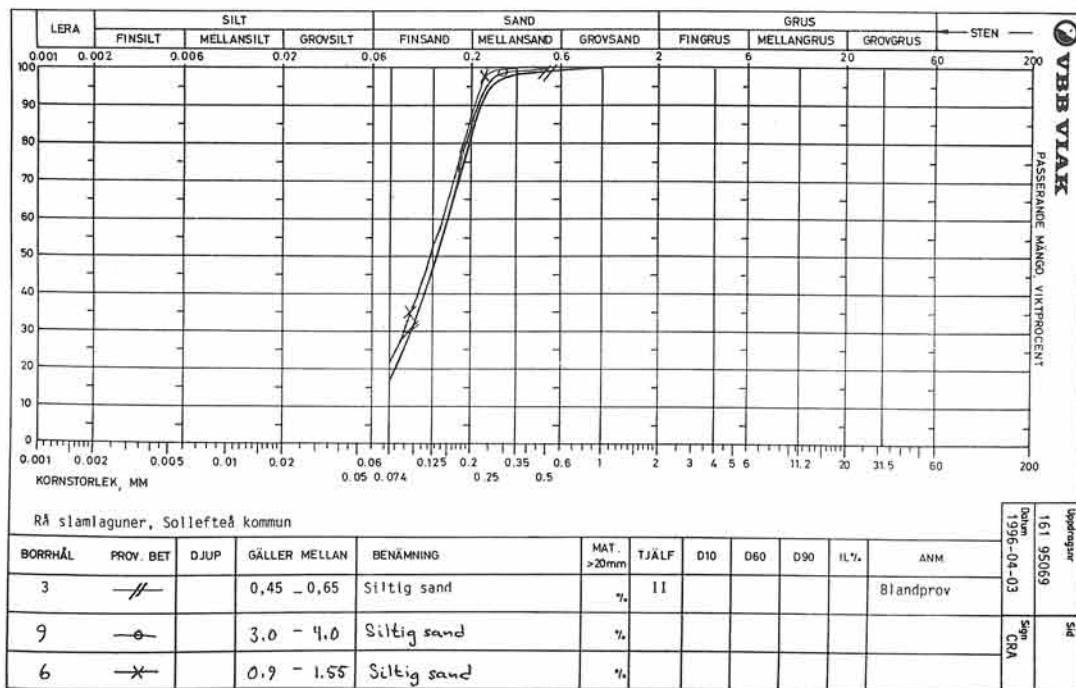 SILT SAND GRUS
LERA STEN
FINSILT MELLANSILT GROVSILT FINSAND MELLANSAND GROVSAND FINGRUS MELLANGRUS GROVGRUS
0.001 0.002 0.006 0.02 0.06 0.2 0.6 2 6 20 60 200
100
90
80
70
60
50
40
30
20
10
0
0.001 0.002 0.005 0.01 0.02 0.06 0.125 0.2 0.35 0.6 1 2 3 4 5 6 11.2 20 31.5 60 200
0.05 0.074 0.25 0.5
KORNSTORLEK, MM
VBB VIAK
PASSERANDE MÄNGD, VIKTPROCENT
Rå slamlaguner, Sollefteå kommun
BORRHÅL PROV. BET DJUP GÄLLER MELLAN BENÄMNING MAT. >20mm TJÄLF D10 D60 D90 IL% ANM
3 0,45 - 0,65 Siltig sand % II Blandprov
9 3.0 - 4.0 Siltig sand %
6 0.9 - 1.55 Siltig sand %
Uppdragsnr
161 95069
Sid
Datum
1996-04-03
Sign
CRA